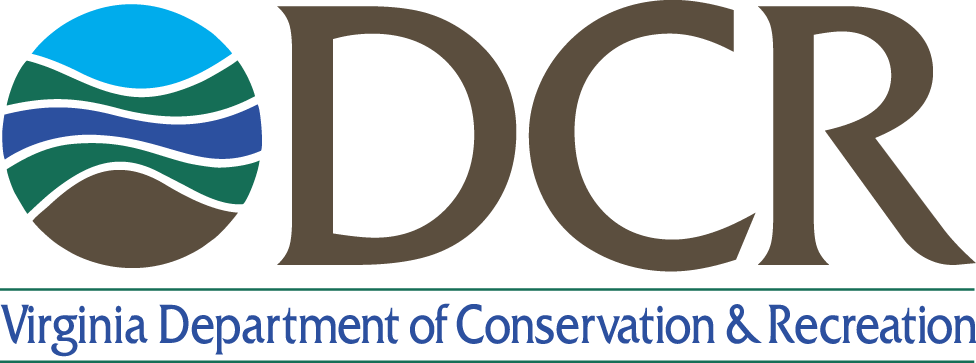 DCR
Virginia Department of Conservation & Recreation